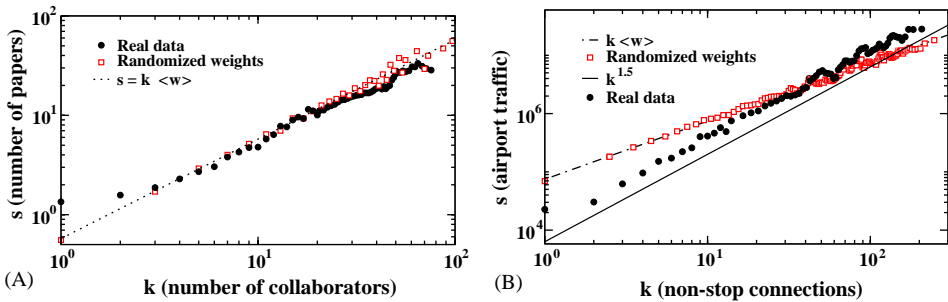 s (number of papers)
10^2
10^1
10^0
Real data
Randomized weights
s = k <w>
10^0
10^1
10^2
(A)
k (number of collaborators)
s (airport traffic)
10^6
10^4
k <w>
Randomized weights
k^1.5
Real data
10^0
10^1
10^2
(B)
k (non-stop connections)